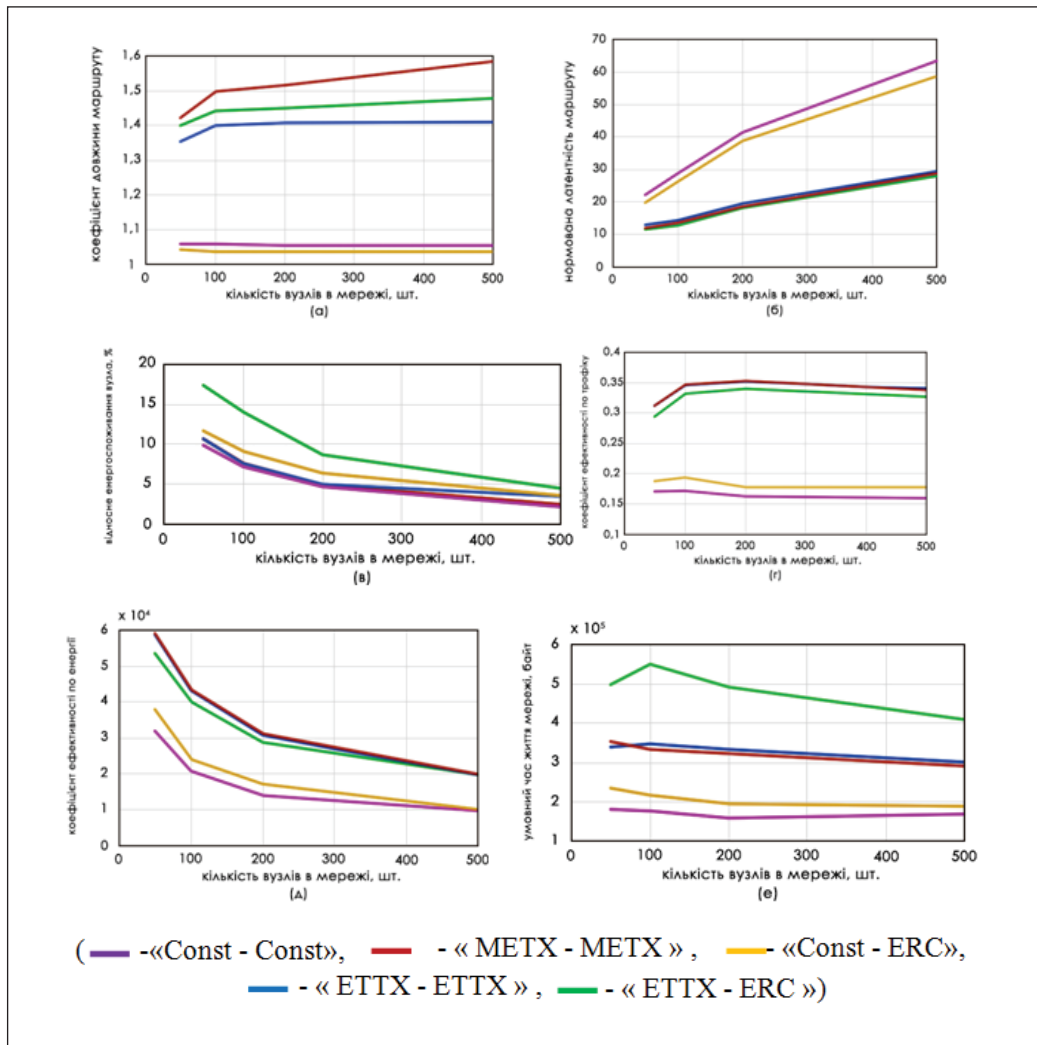 коефіцієнт довжини маршруту
1,6
1,5
1,4
1,3
1,2
1,1
1
0 100 200 300 400 500
кількість вузлів в мережі, шт.
(а)
нормована латентність маршруту
70
60
50
40
30
20
10
0
0 100 200 300 400 500
кількість вузлів в мережі, шт.
(б)
відносне енергоспоживання вузла, %
20
15
10
5
0
0 100 200 300 400 500
кількість вузлів в мережі, шт.
(в)
коефіцієнт ефективності по трафіку
0,4
0,35
0,3
0,25
0,2
0,15
0,1
0 100 200 300 400 500
кількість вузлів в мережі, шт.
(г)
x 10⁴
коефіцієнт ефективності по енергії
6
5
4
3
2
1
0
0 100 200 300 400 500
кількість вузлів в мережі, шт.
(д)
x 10⁵
умовний час життя мережі, байт
6
5
4
3
2
1
0 100 200 300 400 500
кількість вузлів в мережі, шт.
(е)
( -«Const - Const», - « METX - METX » , - «Const - ERC»,
- « ETTX - ETTX » , - « ETTX - ERC »)